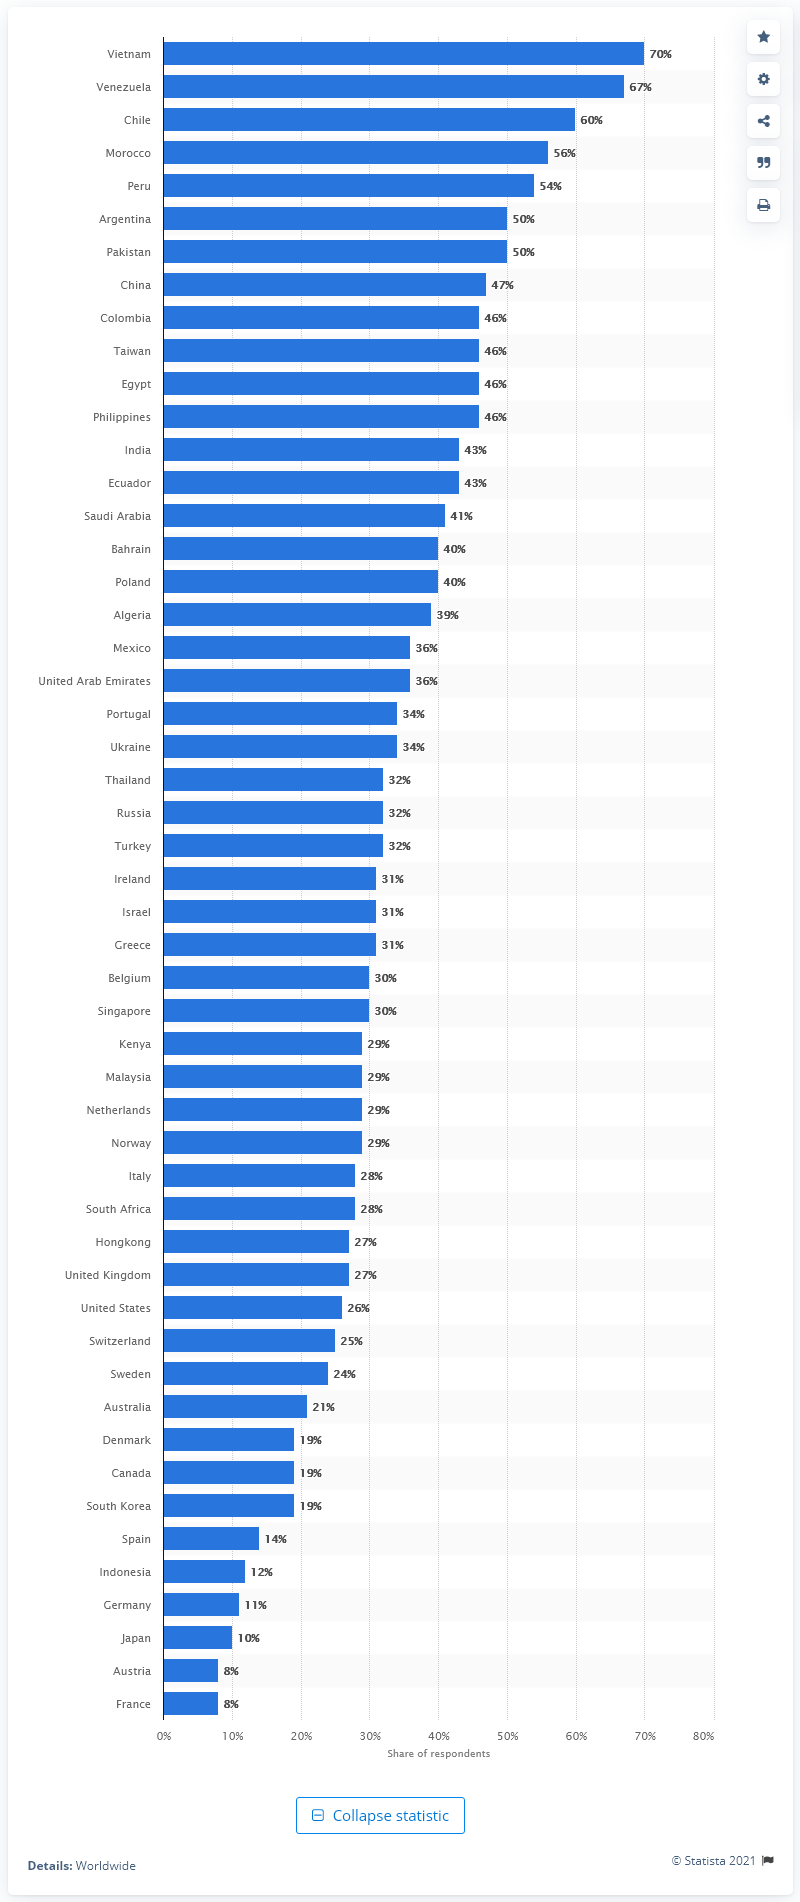 Vietnam 70%
Venezuela 67%
Chile 60%
Morocco 56%
Peru 54%
Argentina 50%
Pakistan 50%
China 47%
Colombia 46%
Taiwan 46%
Egypt 46%
Philippines 46%
India 43%
Ecuador 43%
Saudi Arabia 41%
Bahrain 40%
Poland 40%
Algeria 39%
Mexico 36%
United Arab Emirates 36%
Portugal 34%
Ukraine 34%
Thailand 32%
Russia 32%
Turkey 32%
Ireland 31%
Israel 31%
Greece 31%
Belgium 30%
Singapore 30%
Kenya 29%
Malaysia 29%
Netherlands 29%
Norway 29%
Italy 28%
South Africa 28%
Hongkong 27%
United Kingdom 27%
United States 26%
Switzerland 25%
Sweden 24%
Australia 21%
Denmark 19%
Canada 19%
South Korea 19%
Spain 14%
Indonesia 12%
Germany 11%
Japan 10%
Austria 8%
France 8%
0% 10% 20% 30% 40% 50% 60% 70% 80%
Share of respondents
Collapse statistic
Details: Worldwide
© Statista 2021